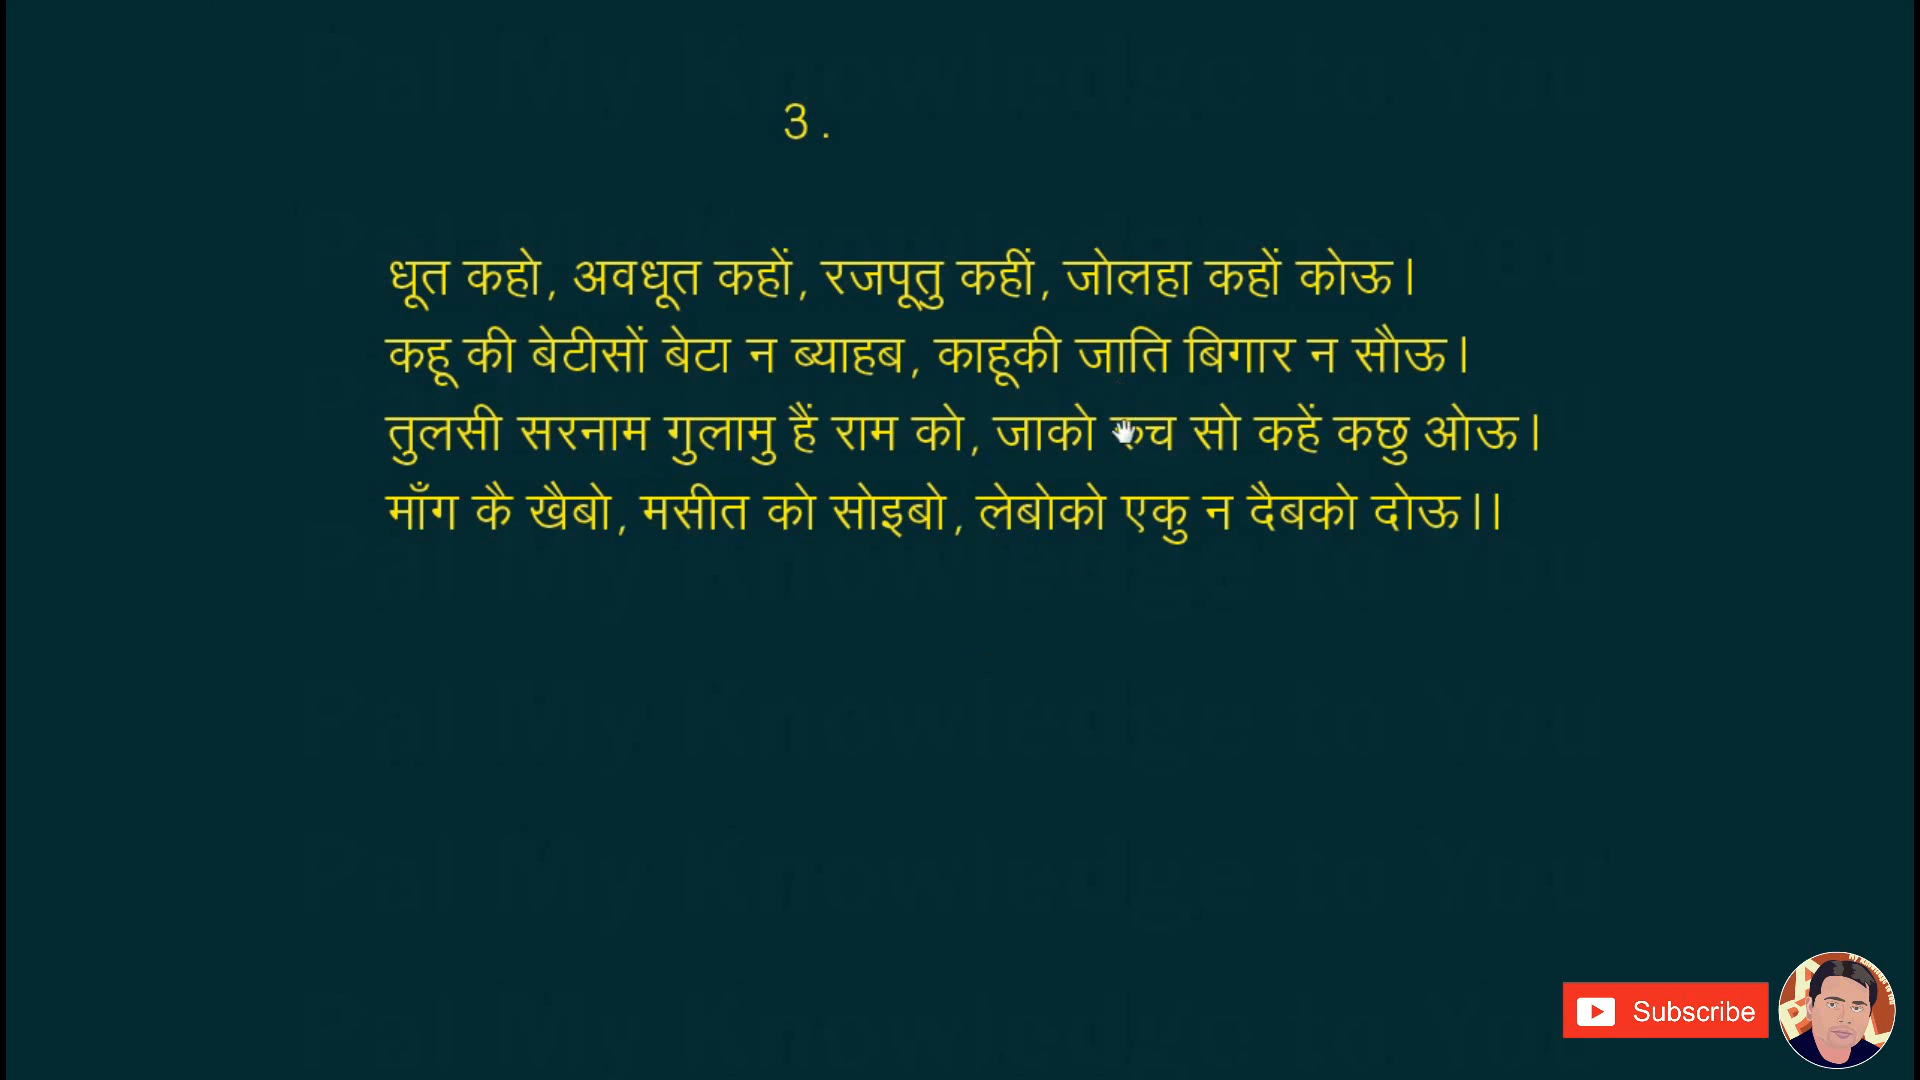 3 .
धूत कहो, अवधूत कहों, रजपूतु कहीं, जोलहा कहों कोऊ।
कहू की बेटीसों बेटा न ब्याहब, काहूकी जाति बिगार न सौऊ।
तुलसी सरनाम गुलामु हैं राम को, जाको रुच सो कहें कछु ओऊ।
माँग कै खैबो, मसीत को सोइबो, लेबोको एकु न दैबको दोऊ।।
Subscribe